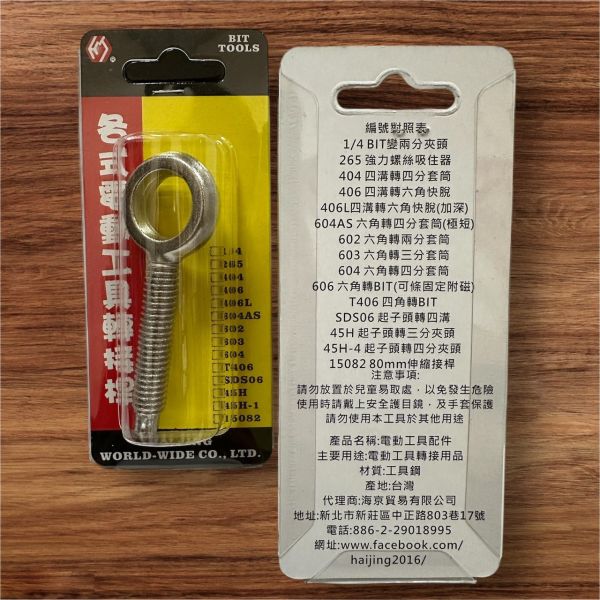 BIT
TOOLS
各式電動工具轉接桿
104
265
404
406
406L
604AS
602
603
604
T406
SDS06
45H
45H-1
15082
WORLD-WIDE CO., LTD.
編號對照表
1/4 BIT變兩分夾頭
265 強力螺絲吸住器
404 四溝轉四分套筒
406 四溝轉六角快脫
406L四溝轉六角快脫(加深)
604AS 六角轉四分套筒(極短)
602 六角轉兩分套筒
603 六角轉三分套筒
604 六角轉四分套筒
606 六角轉BIT(可條固定附磁)
T406 四角轉BIT
SDS06 起子頭轉四溝
45H 起子頭轉三分夾頭
45H-4 起子頭轉四分夾頭
15082 80mm伸縮接桿
注意事項:
請勿放置於兒童易取處，以免發生危險
使用時請戴上安全護目鏡，及手套保護
請勿使用本工具於其他用途
產品名稱:電動工具配件
主要用途:電動工具轉接用品
材質:工具鋼
產地:台灣
代理商:海京貿易有限公司
地址:新北市新莊區中正路803巷17號
電話:886-2-29018995
網址:www.facebook.com/
haijing2016/